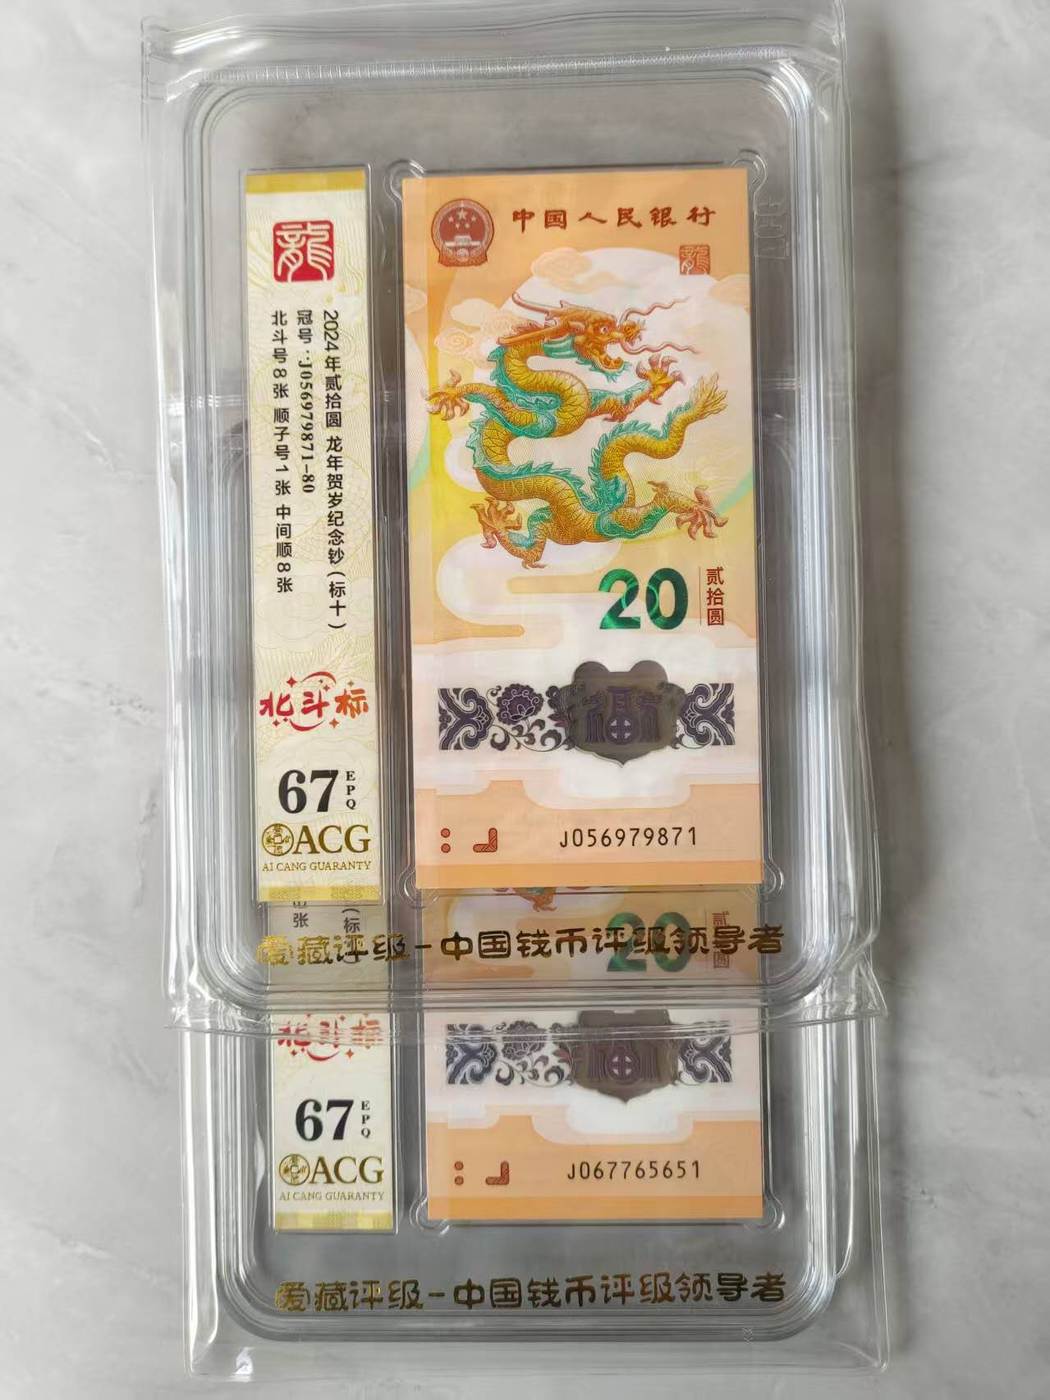 龍
2024年贰拾圆 龙年贺岁纪念钞(标十)
冠号:J056979871-80
北斗号8张 顺子号1张 中间顺8张
北斗标
67 EPQ
ACG
AI CANG GUARANTY
中国人民银行
龍
20 贰拾圆
福
J056979871
张
(标
20 贰拾圆
爱藏评级-中国钱币评级领导者
北斗标
67 EPQ
ACG
AI CANG GUARANTY
福
J067765651
爱藏评级-中国钱币评级领导者